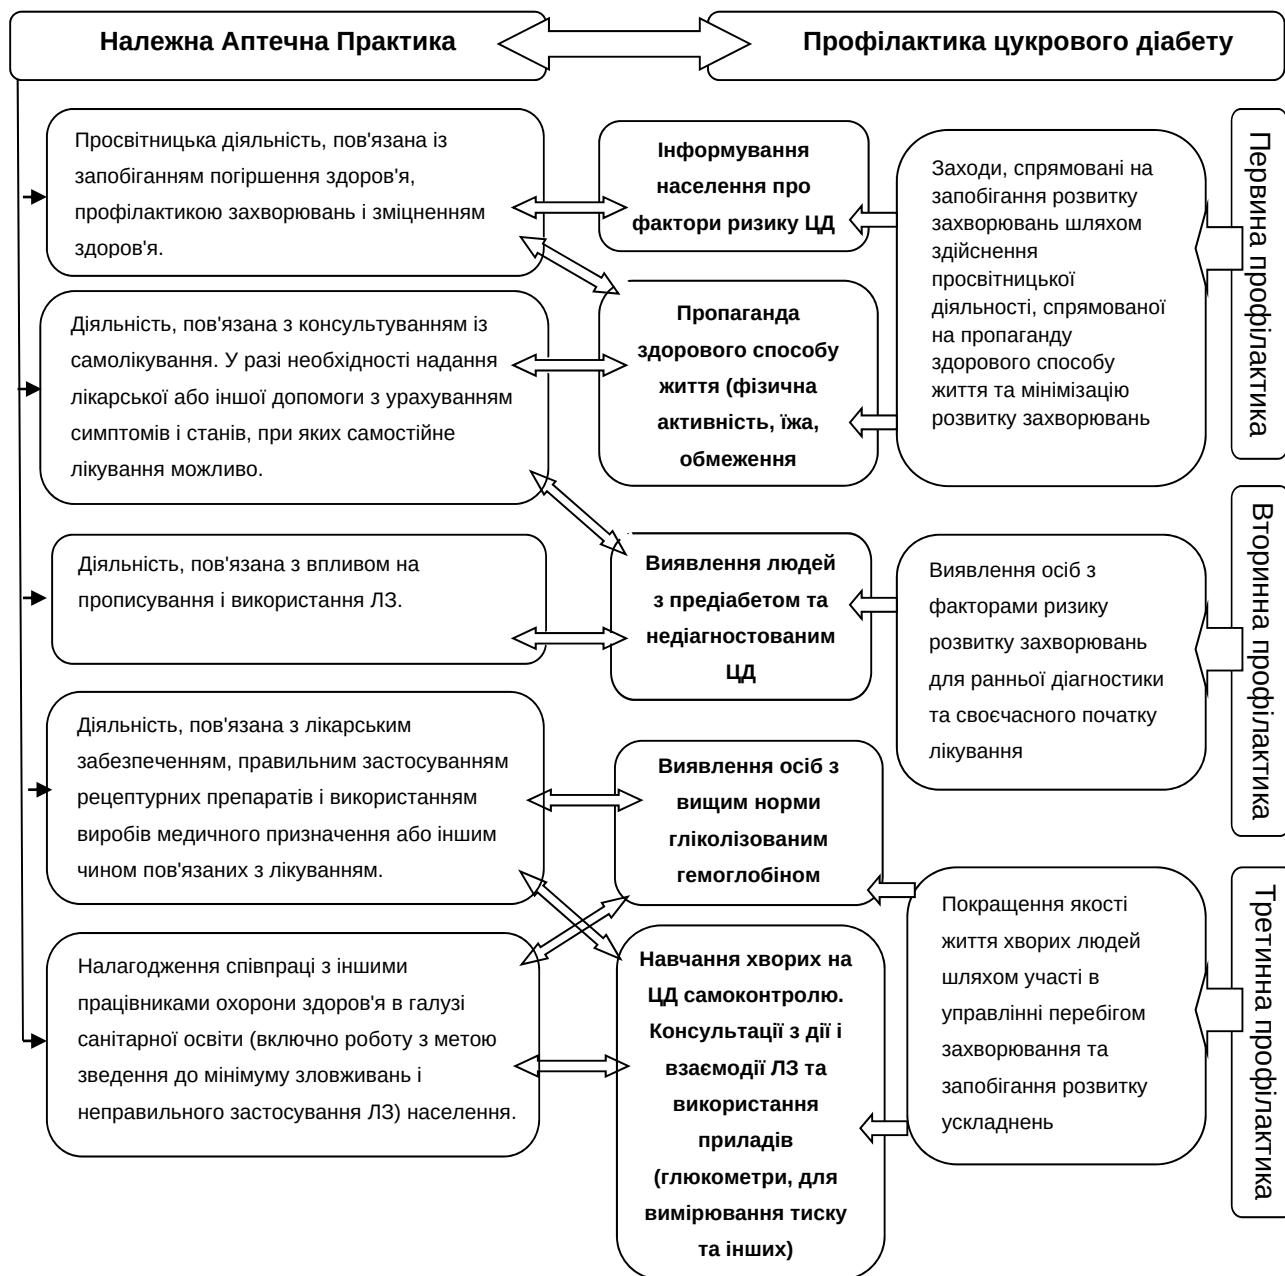 Належна Аптечна Практика
Профілактика цукрового діабету
Просвітницька діяльність, пов'язана із
запобіганням погіршення здоров'я,
профілактикою захворювань і зміцненням
здоров'я.
Діяльність, пов'язана з консультуванням із
самолікування. У разі необхідності надання
лікарської або іншої допомоги з урахуванням
симптомів і станів, при яких самостійне
лікування можливо.
Діяльність, пов'язана з впливом на
прописування і використання ЛЗ.
Діяльність, пов'язана з лікарським
забезпеченням, правильним застосуванням
рецептурних препаратів і використанням
виробів медичного призначення або іншим
чином пов'язаних з лікуванням.
Налагодження співпраці з іншими
працівниками охорони здоров'я в галузі
санітарної освіти (включно роботу з метою
зведення до мінімуму зловживань і
неправильного застосування ЛЗ) населення.
Інформування
населення про
фактори ризику ЦД
Пропаганда
здорового способу
життя (фізична
активність, їжа,
обмеження
Виявлення людей
з предіабетом та
недіагностованим
ЦД
Виявлення осіб з
вищим норми
гліколізованим
гемоглобіном
Навчання хворих на
ЦД самоконтролю.
Консультації з дії і
взаємодії ЛЗ та
використання
приладів
(глюкометри, для
вимірювання тиску
та інших)
Заходи, спрямовані на
запобігання розвитку
захворювань шляхом
здійснення
просвітницької
діяльності, спрямованої
на пропаганду
здорового способу
життя та мінімізацію
розвитку захворювань
Виявлення осіб з
факторами ризику
розвитку захворювань
для ранньої діагностики
та своєчасного початку
лікування
Покращення якості
життя хворих людей
шляхом участі в
управлінні перебігом
захворювання та
запобігання розвитку
ускладнень
Первина профілактика
Вторинна профілактика
Третинна профілактика